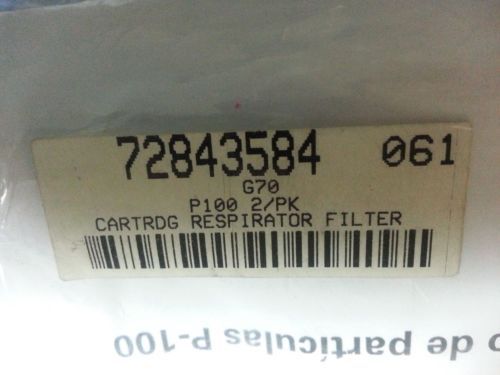 72843584 061
G70
P100 2/PK
CARTRDG RESPIRATOR FILTER
o de partículas P-100